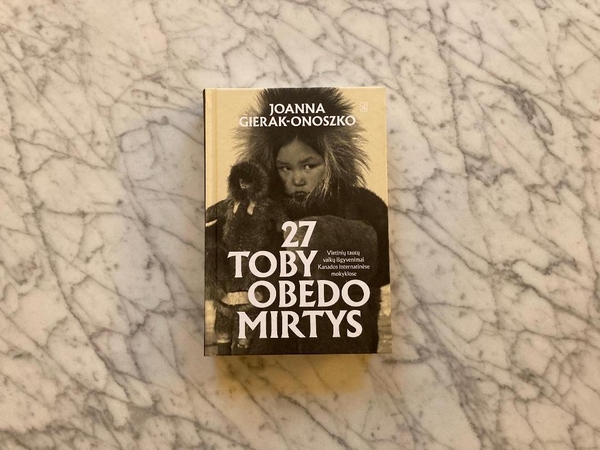 JOANNA
GIERAK-ONOSZKO
27
TOBY
OBEDO
MIRTYS
Vietinių tautų
vaikų išgyvenimai
Kanados internatinėse
mokyklose